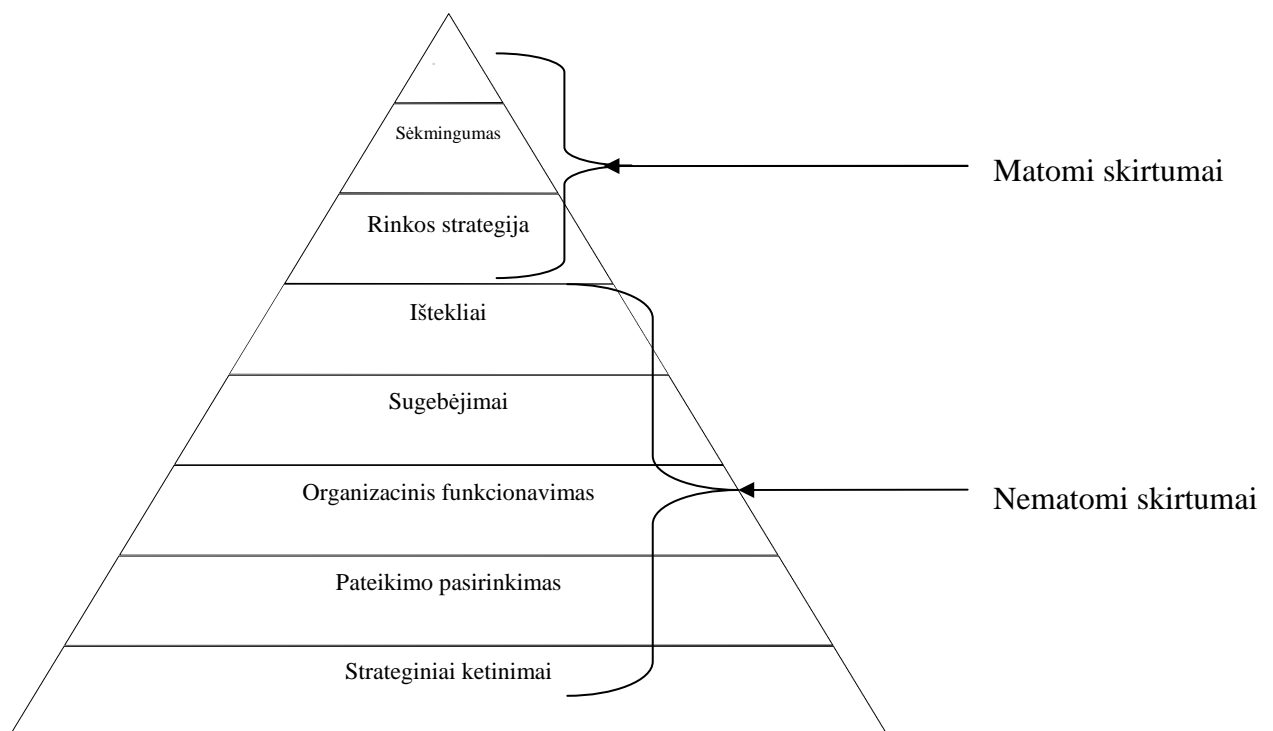 Sėkmingumas
Matomi skirtumai
Rinkos strategija
Ištekliai
Sugebėjimai
Organizacinis funkcionavimas
Nematomi skirtumai
Pateikimo pasirinkimas
Strateginiai ketinimai